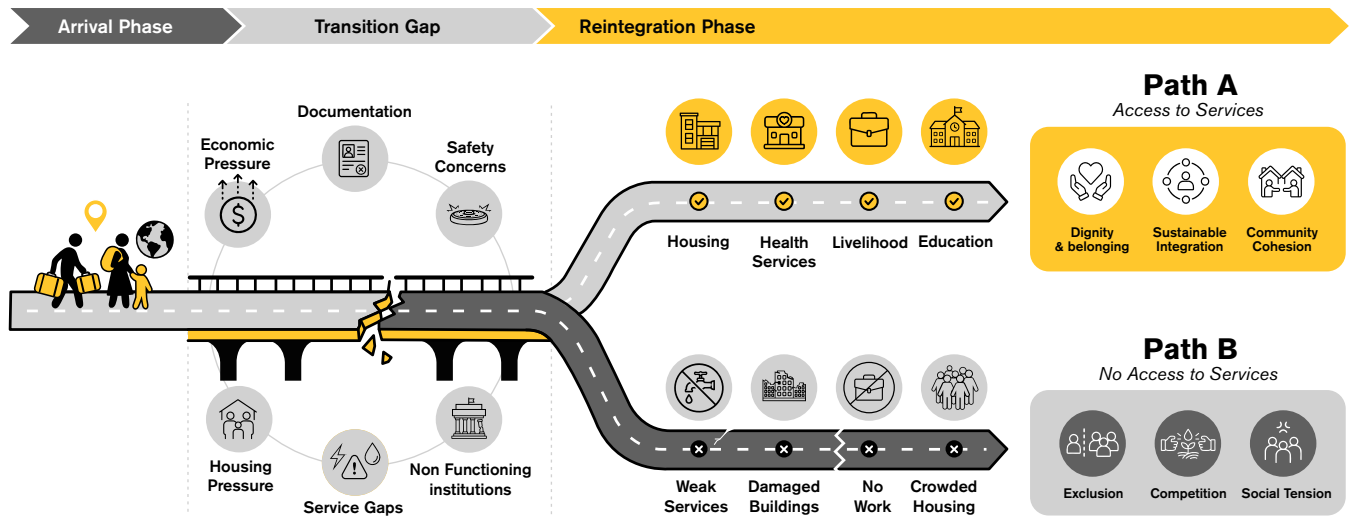 Arrival Phase
Transition Gap
Reintegration Phase
Documentation
Economic
Pressure
Safety
Concerns
$
Housing
Pressure
Service Gaps
Non Functioning
institutions
Housing
Health
Services
Livelihood
Education
Path A
Access to Services
Dignity
& belonging
Sustainable
Integration
Community
Cohesion
Weak
Services
Damaged
Buildings
No
Work
Crowded
Housing
Path B
No Access to Services
Exclusion
Competition
Social Tension